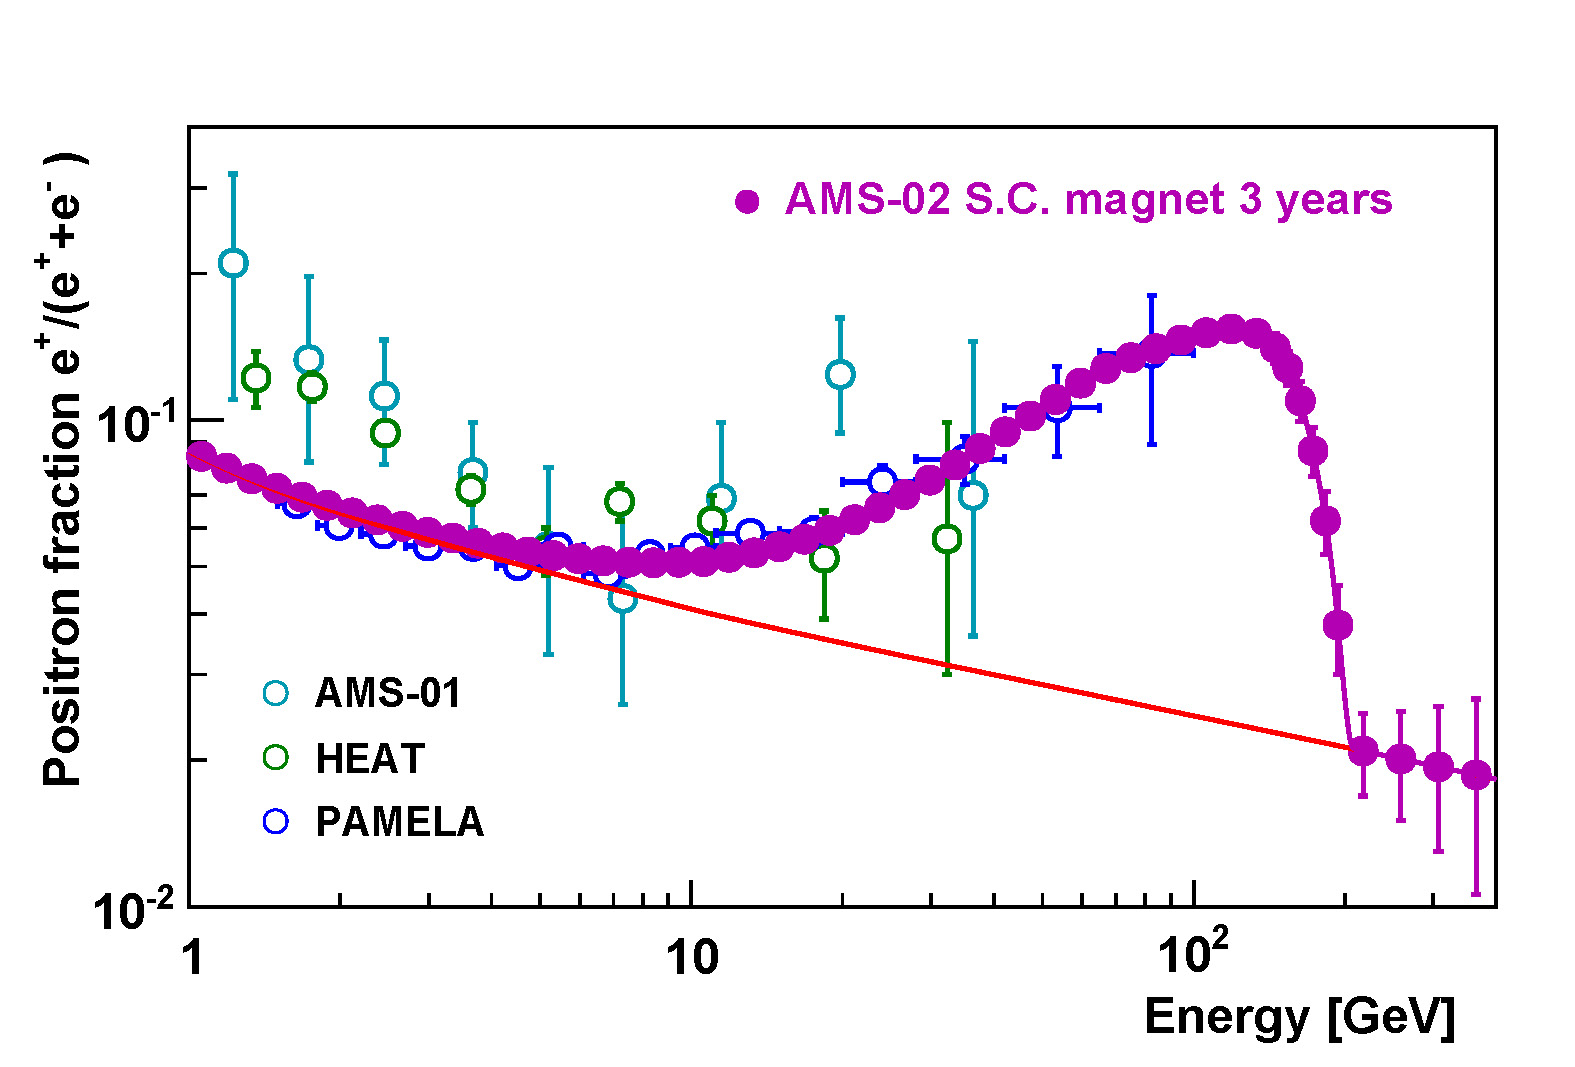 Positron fraction e⁺/(e⁺+e⁻)
AMS-02 S.C. magnet 3 years
10⁻¹
AMS-01
HEAT
PAMELA
10⁻²
1 10 10²
Energy [GeV]